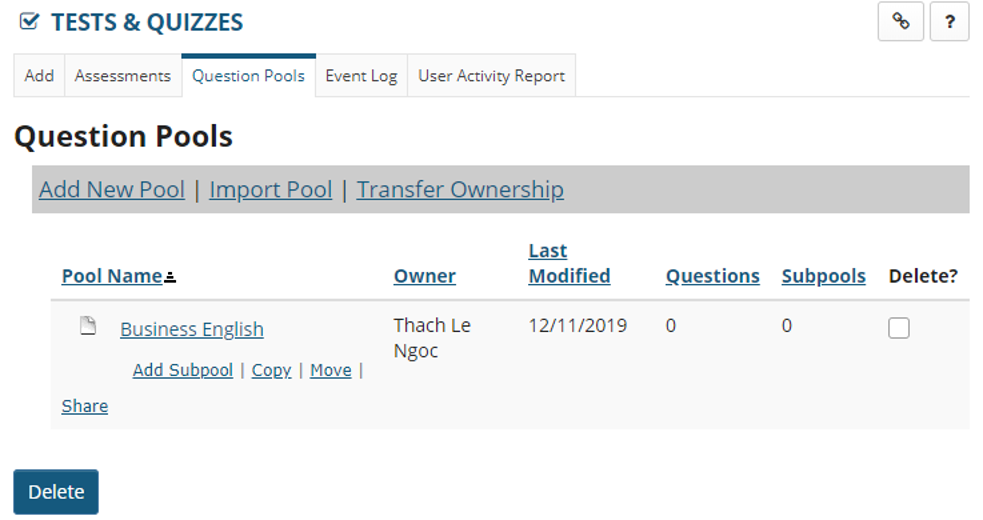 TESTS & QUIZZES
?
Add Assessments Question Pools Event Log User Activity Report
Question Pools
Add New Pool | Import Pool | Transfer Ownership
Pool Name Owner Last Modified Questions Subpools Delete?
Business English Thach Le Ngoc 12/11/2019 0 0
Add Subpool | Copy | Move |
Share
Delete